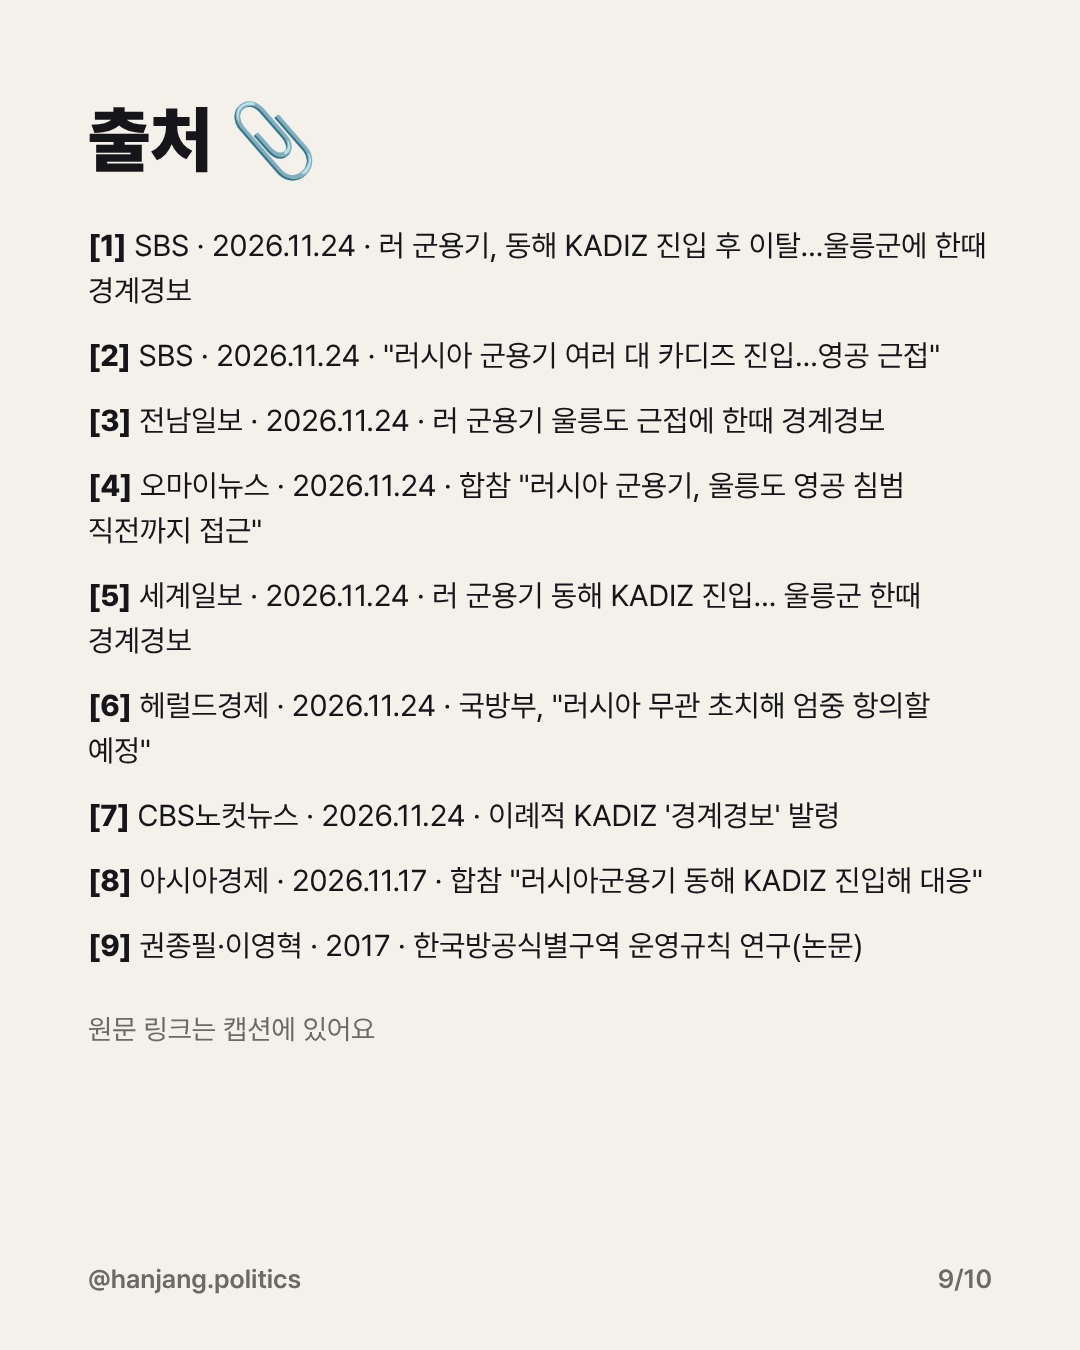 출처 📎
[1] SBS · 2026.11.24 · 러 군용기, 동해 KADIZ 진입 후 이탈...울릉군에 한때
경계경보
[2] SBS · 2026.11.24 · "러시아 군용기 여러 대 카디즈 진입...영공 근접"
[3] 전남일보 · 2026.11.24 · 러 군용기 울릉도 근접에 한때 경계경보
[4] 오마이뉴스 · 2026.11.24 · 합참 "러시아 군용기, 울릉도 영공 침범
직전까지 접근"
[5] 세계일보 · 2026.11.24 · 러 군용기 동해 KADIZ 진입... 울릉군 한때
경계경보
[6] 헤럴드경제 · 2026.11.24 · 국방부, "러시아 무관 초치해 엄중 항의할
예정"
[7] CBS노컷뉴스 · 2026.11.24 · 이례적 KADIZ '경계경보' 발령
[8] 아시아경제 · 2026.11.17 · 합참 "러시아군용기 동해 KADIZ 진입해 대응"
[9] 권종필·이영혁 · 2017 · 한국방공식별구역 운영규칙 연구(논문)
원문 링크는 캡션에 있어요
@hanjang.politics
9/10